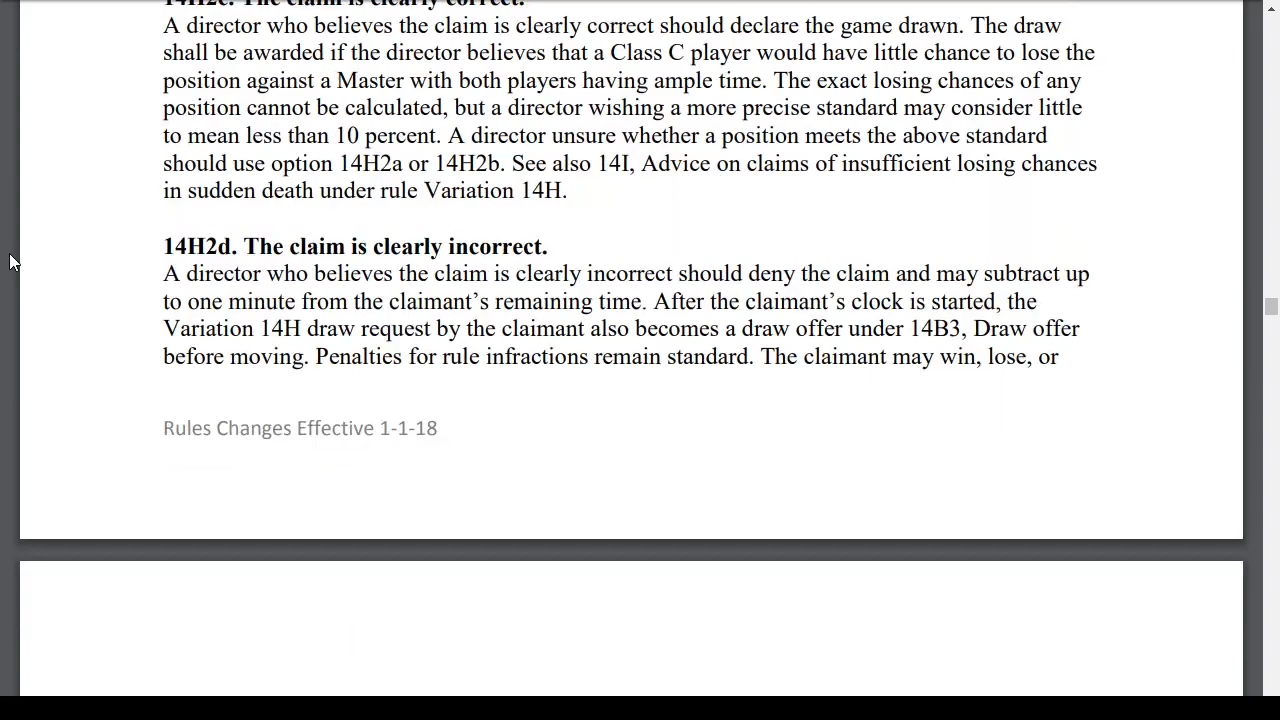 14H2c. The claim is clearly correct.
A director who believes the claim is clearly correct should declare the game drawn. The draw
shall be awarded if the director believes that a Class C player would have little chance to lose the
position against a Master with both players having ample time. The exact losing chances of any
position cannot be calculated, but a director wishing a more precise standard may consider little
to mean less than 10 percent. A director unsure whether a position meets the above standard
should use option 14H2a or 14H2b. See also 14I, Advice on claims of insufficient losing chances
in sudden death under rule Variation 14H.
14H2d. The claim is clearly incorrect.
A director who believes the claim is clearly incorrect should deny the claim and may subtract up
to one minute from the claimant’s remaining time. After the claimant’s clock is started, the
Variation 14H draw request by the claimant also becomes a draw offer under 14B3, Draw offer
before moving. Penalties for rule infractions remain standard. The claimant may win, lose, or
Rules Changes Effective 1-1-18